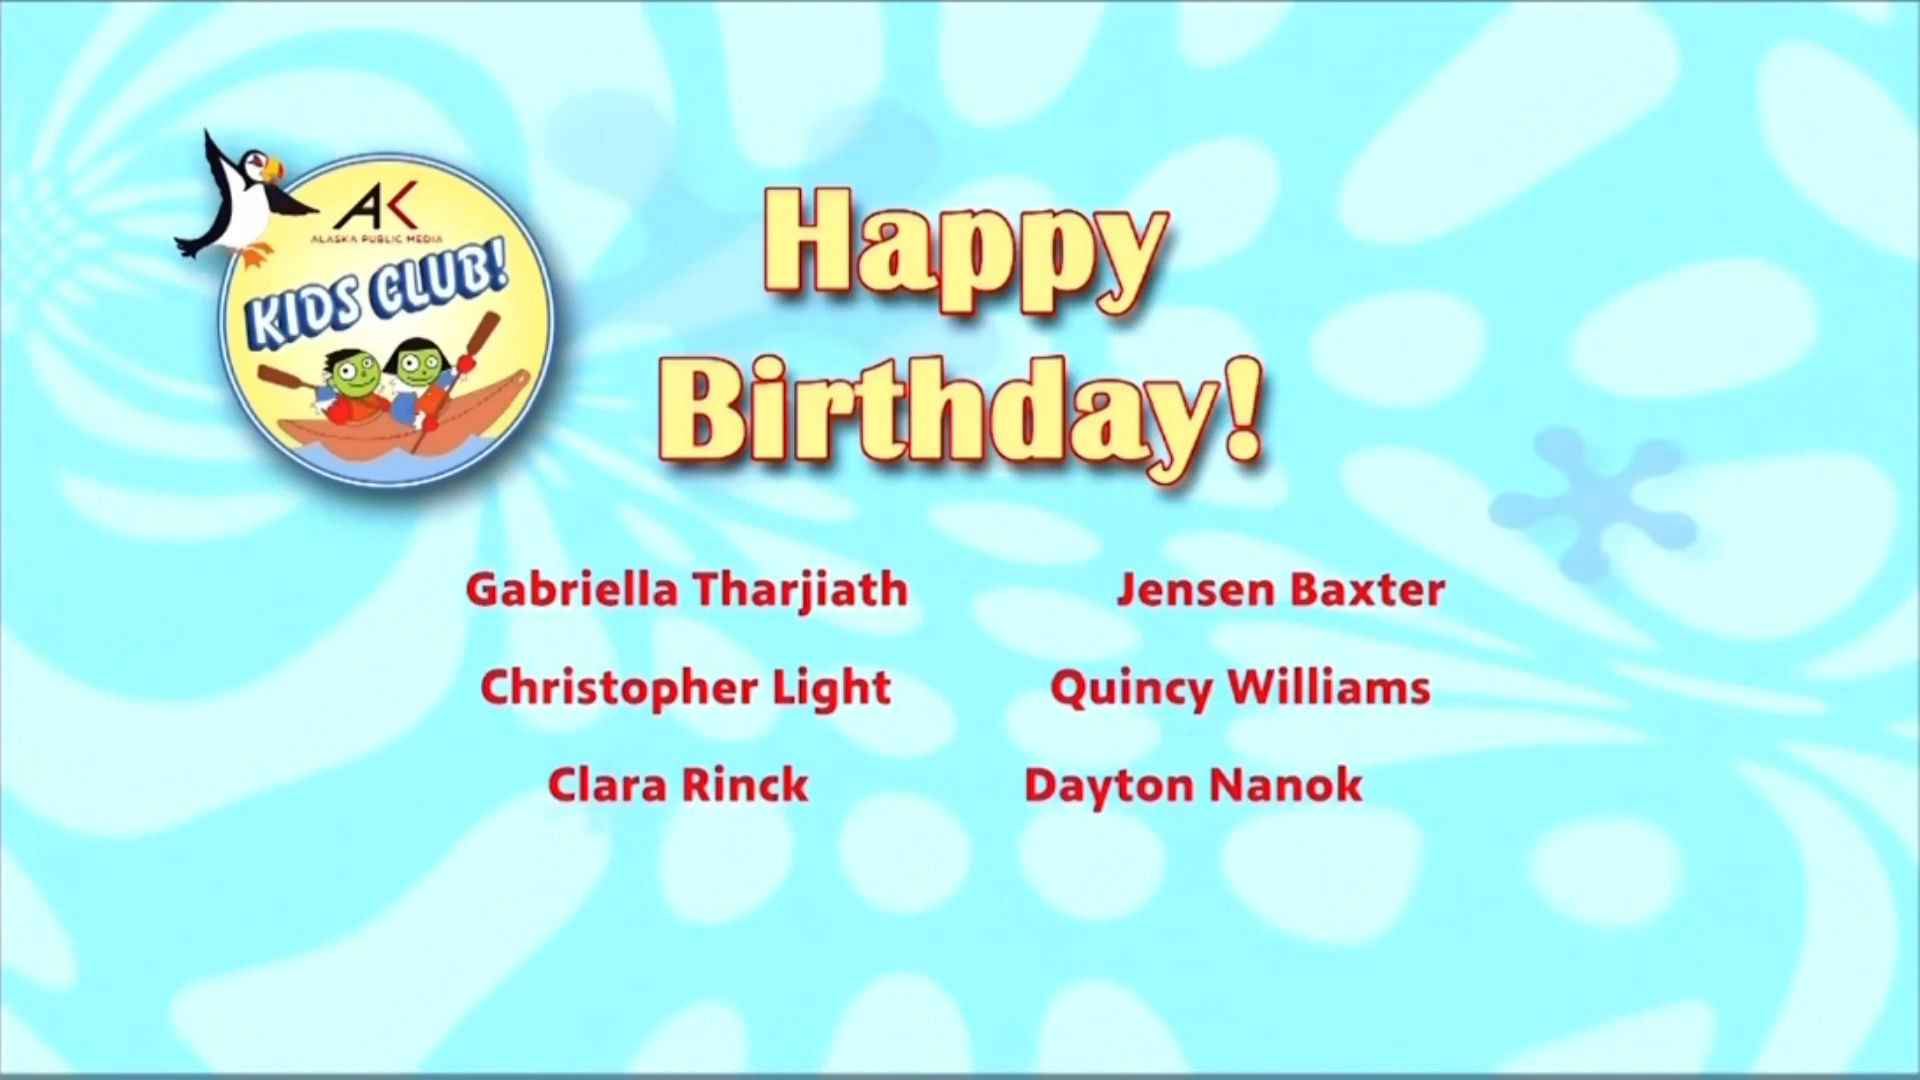 AK
ALASKA PUBLIC MEDIA
KIDS CLUB!
Happy
Birthday!
Gabriella Tharjiath
Jensen Baxter
Christopher Light
Quincy Williams
Clara Rinck
Dayton Nanok